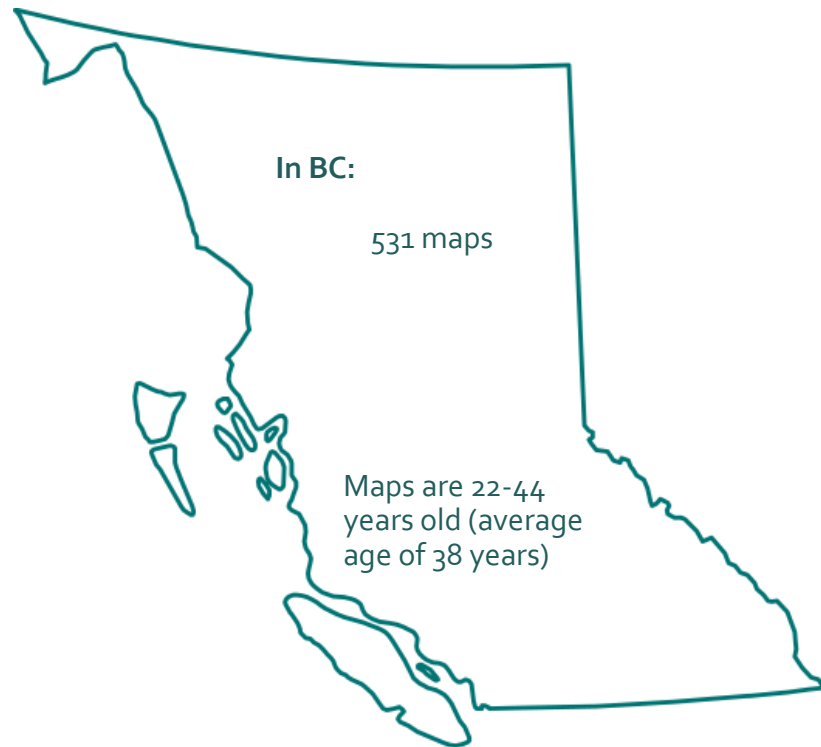 In BC:
531 maps
Maps are 22-44
years old (average
age of 38 years)